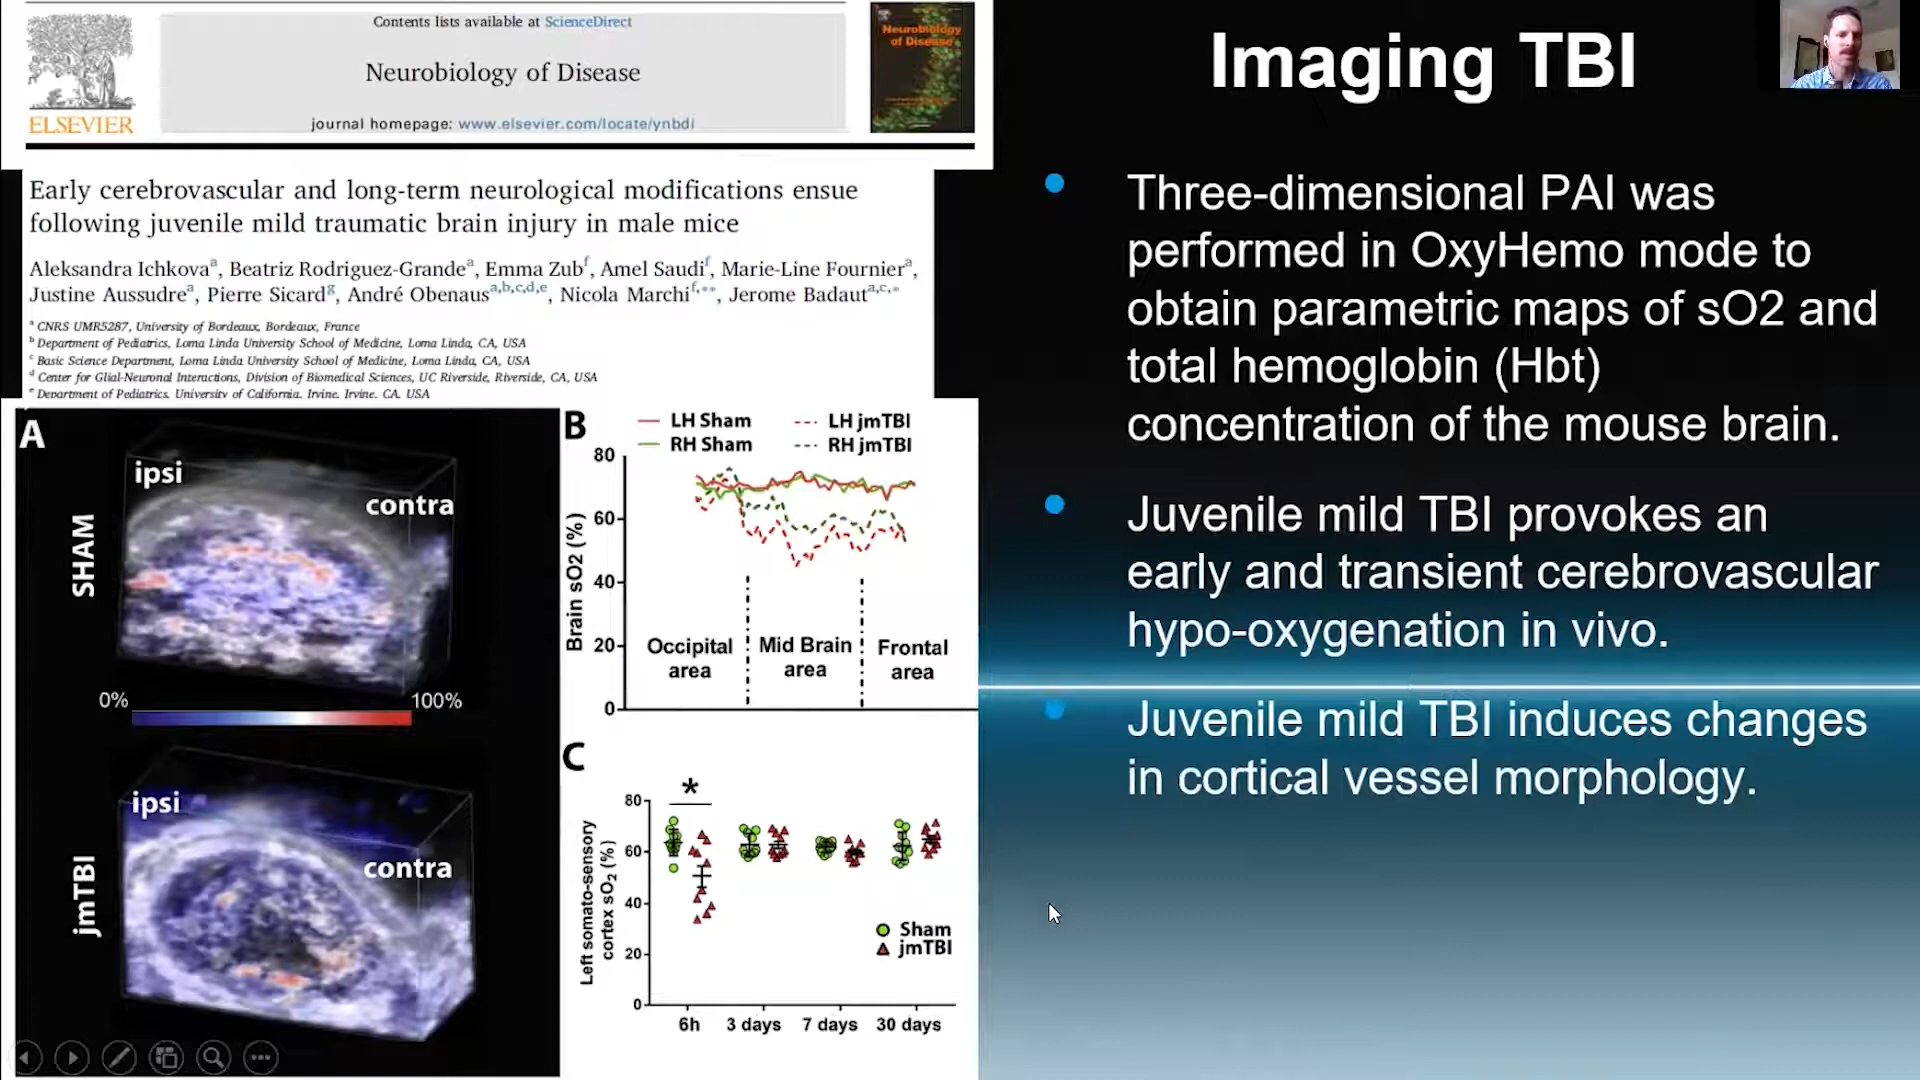 Contents lists available at ScienceDirect
Neurobiology of Disease
journal homepage: www.elsevier.com/locate/ynbdi
ELSEVIER
Neurobiology
of Disease
Early cerebrovascular and long-term neurological modifications ensue
following juvenile mild traumatic brain injury in male mice
Aleksandra Ichkovaᵃ, Beatriz Rodriguez-Grandeᵃ, Emma Zubᶠ, Amel Saudiᶠ, Marie-Line Fournierᵃ,
Justine Aussudreᵃ, Pierre Sicardᵍ, André Obenausᵃ,ᵇ,ᶜ,ᵈ,ᵉ, Nicola Marchiᶠ,**, Jerome Badautᵃ,ᶜ,*
ᵃ CNRS UMR5287, University of Bordeaux, Bordeaux, France
ᵇ Department of Pediatrics, Loma Linda University School of Medicine, Loma Linda, CA, USA
ᶜ Basic Science Department, Loma Linda University School of Medicine, Loma Linda, CA, USA
ᵈ Center for Glial-Neuronal Interactions, Division of Biomedical Sciences, UC Riverside, Riverside, CA, USA
ᵉ Department of Pediatrics, University of California, Irvine, Irvine, CA, USA
A
ipsi
contra
SHAM
0%
100%
ipsi
contra
jmTBI
B
LH Sham
LH jmTBI
RH Sham
RH jmTBI
Brain sO2 (%)
80
60
40
20
0
Occipital
area
Mid Brain
area
Frontal
area
C
*
Left somato-sensory
cortex sO₂ (%)
80
60
40
20
0
Sham
jmTBI
6h
3 days
7 days
30 days
Imaging TBI
• Three-dimensional PAI was
performed in OxyHemo mode to
obtain parametric maps of sO2 and
total hemoglobin (Hbt)
concentration of the mouse brain.
• Juvenile mild TBI provokes an
early and transient cerebrovascular
hypo-oxygenation in vivo.
• Juvenile mild TBI induces changes
in cortical vessel morphology.